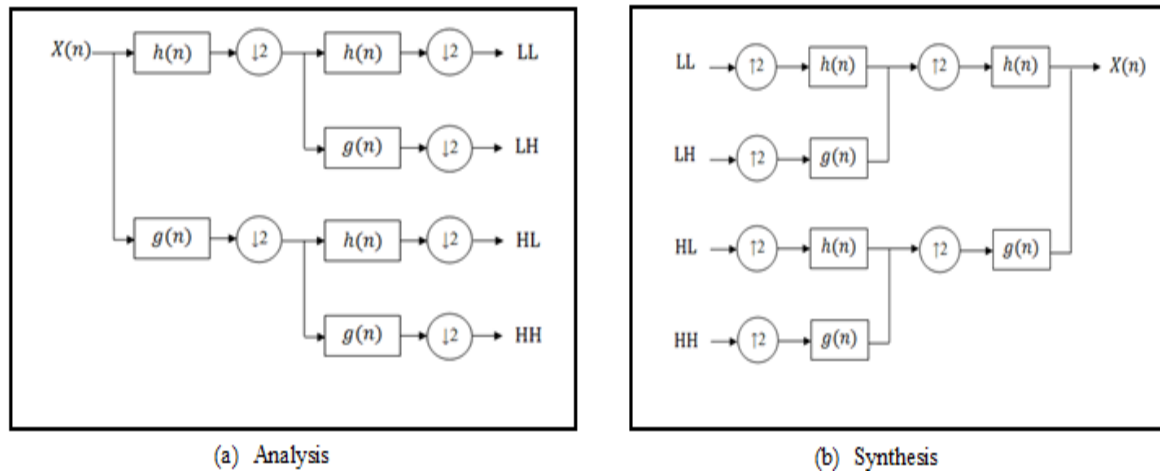 X(n) h(n) ↓2 h(n) ↓2 LL
g(n) ↓2 LH
g(n) ↓2 h(n) ↓2 HL
g(n) ↓2 HH
(a) Analysis
LL ↑2 h(n) ↑2 h(n) X(n)
LH ↑2 g(n)
HL ↑2 h(n) ↑2 g(n)
HH ↑2 g(n)
(b) Synthesis